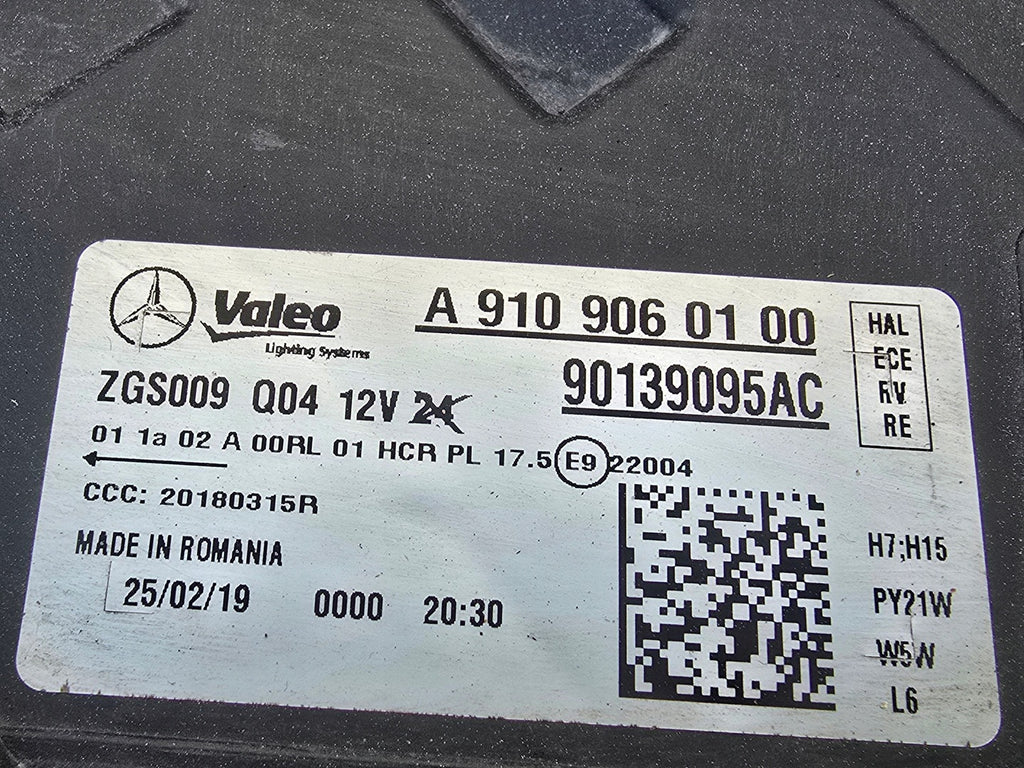 Valeo
Lighting Systems
A 910 906 01 00
90139095AC
HAL
ECE
RV
RE
ZGS009 Q04 12V 24
01 1a 02 A 00RL 01 HCR PL 17.5 E9 22004
CCC: 20180315R
MADE IN ROMANIA
25/02/19 0000 20:30
H7;H15
PY21W
W5W
L6